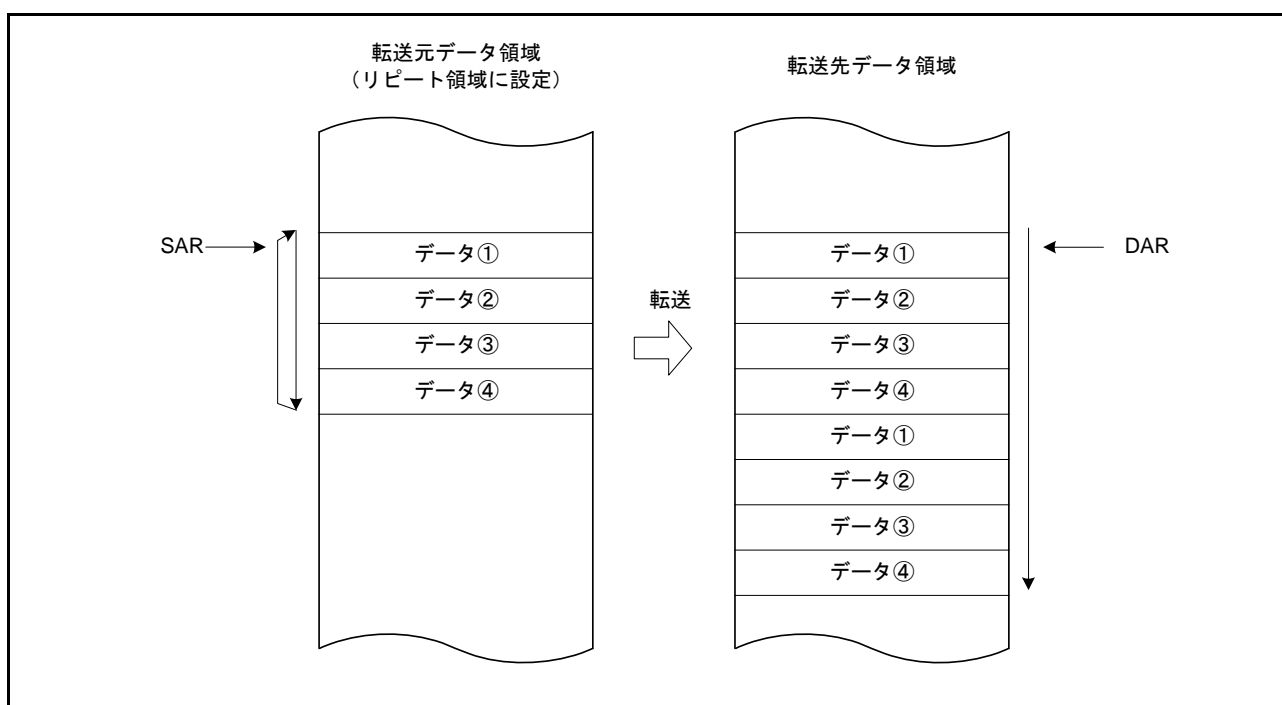 転送元データ領域
(リピート領域に設定)
転送先データ領域
SAR
データ①
データ②
データ③
データ④
転送
データ①
データ②
データ③
データ④
データ①
データ②
データ③
データ④
DAR